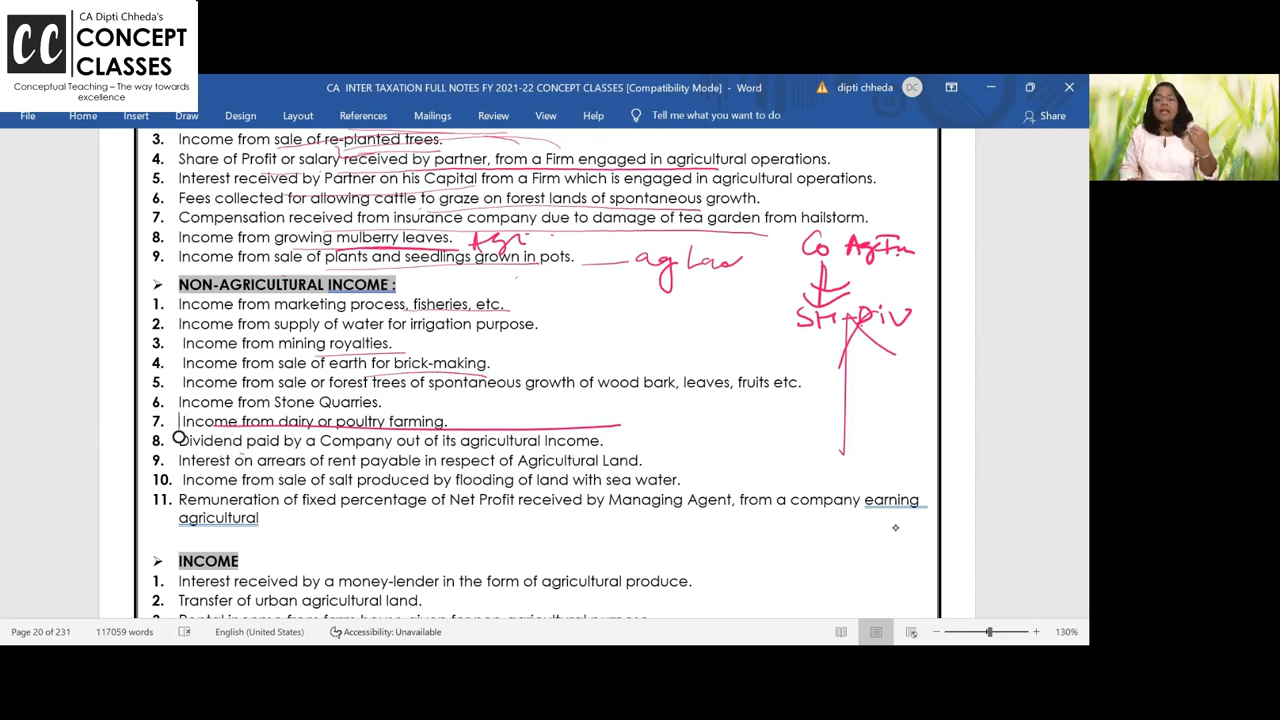 CA Dipti Chheda's
CC CONCEPT
CLASSES
Conceptual Teaching – The way towards
excellence
CA INTER TAXATION FULL NOTES FY 2021-22 CONCEPT CLASSES [Compatibility Mode] - Word
dipti chheda DC
File Home Insert Draw Design Layout References Mailings Review View Help Tell me what you want to do Share
3. Income from sale of re-planted trees.
4. Share of Profit or salary received by partner, from a Firm engaged in agricultural operations.
5. Interest received by Partner on his Capital from a Firm which is engaged in agricultural operations.
6. Fees collected for allowing cattle to graze on forest lands of spontaneous growth.
7. Compensation received from insurance company due to damage of tea garden from hailstorm.
8. Income from growing mulberry leaves. Agri
9. Income from sale of plants and seedlings grown in pots.
Co
➢ NON-AGRICULTURAL INCOME :
1. Income from marketing process, fisheries, etc.
SH Div
2. Income from supply of water for irrigation purpose.
3. Income from mining royalties.
4. Income from sale of earth for brick-making.
5. Income from sale or forest trees of spontaneous growth of wood bark, leaves, fruits etc.
6. Income from Stone Quarries.
7. Income from dairy or poultry farming.
8. Dividend paid by a Company out of its agricultural Income.
9. Interest on arrears of rent payable in respect of Agricultural Land.
10. Income from sale of salt produced by flooding of land with sea water.
11. Remuneration of fixed percentage of Net Profit received by Managing Agent, from a company earning
agricultural
➢ INCOME
1. Interest received by a money-lender in the form of agricultural produce.
2. Transfer of urban agricultural land.
Page 20 of 231 117059 words English (United States) Accessibility: Unavailable 130%